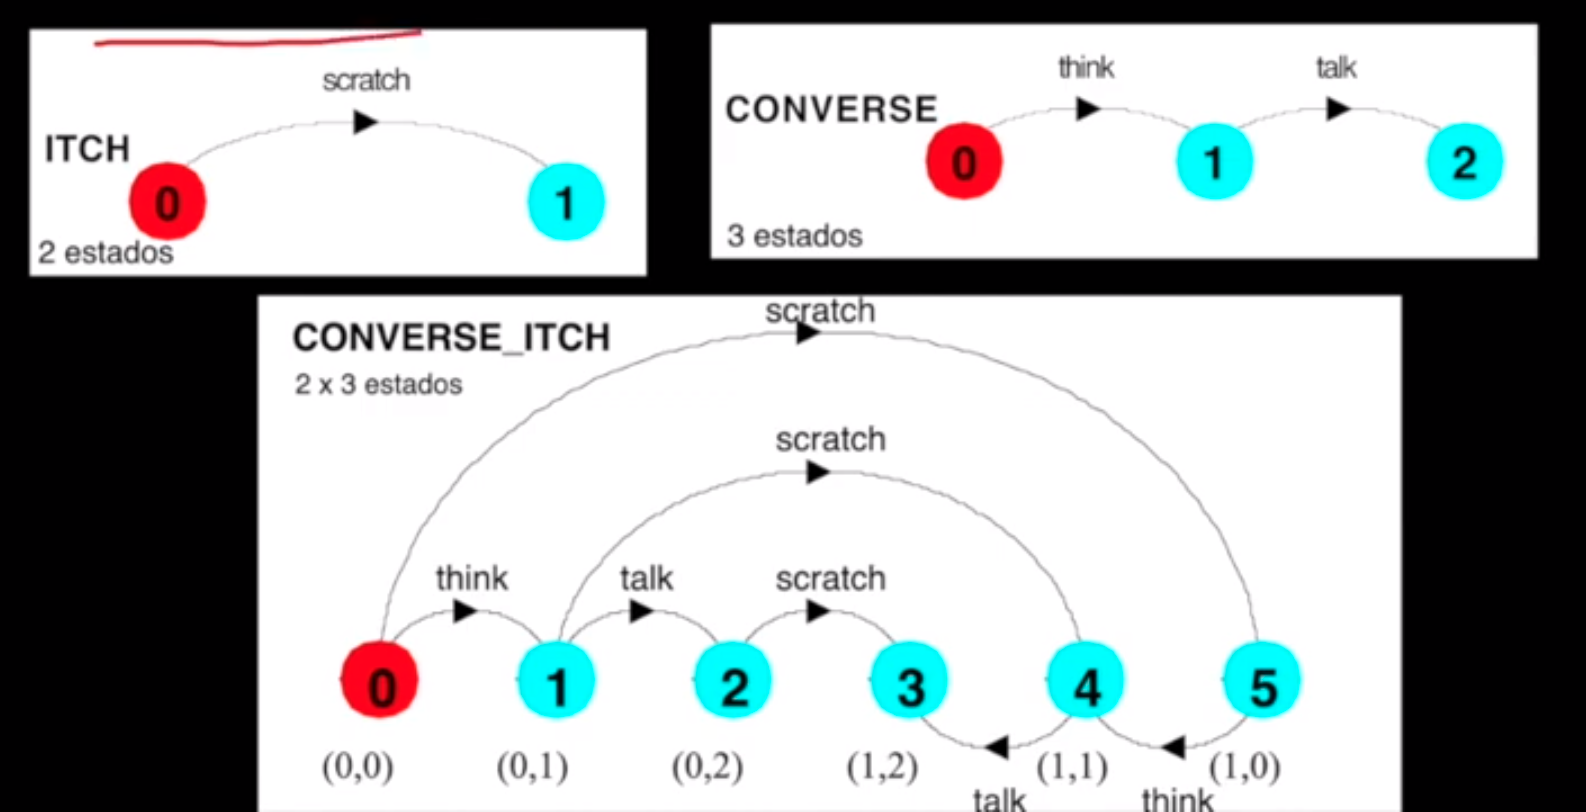 scratch
ITCH
0
1
2 estados
think
talk
CONVERSE
0
1
2
3 estados
scratch
CONVERSE_ITCH
2 x 3 estados
scratch
think
talk
scratch
0
1
2
3
4
5
(0,0)
(0,1)
(0,2)
(1,2)
(1,1)
(1,0)
talk
think